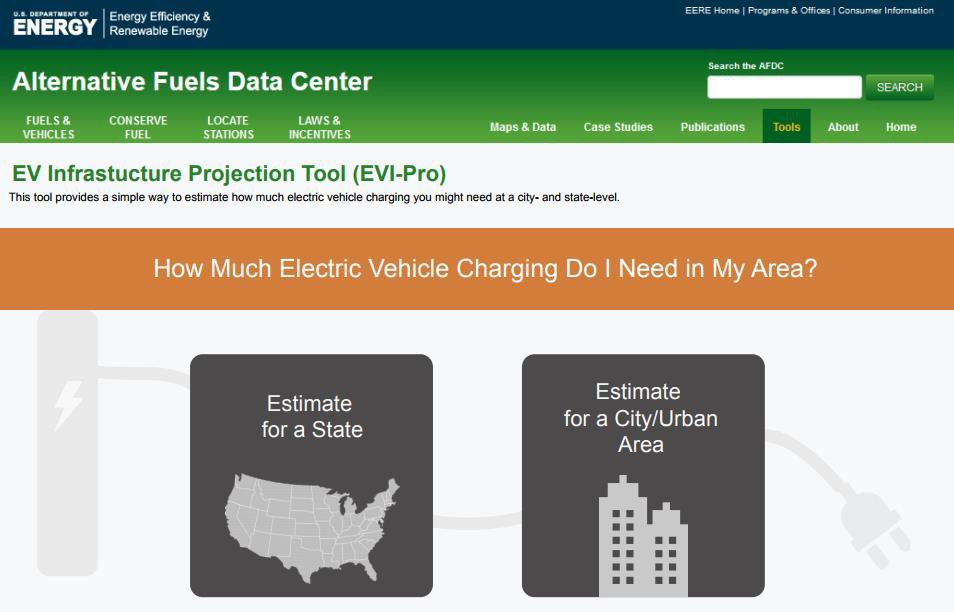 U.S. DEPARTMENT OF
ENERGY
Energy Efficiency &
Renewable Energy
EERE Home | Programs & Offices | Consumer Information
Alternative Fuels Data Center
Search the AFDC
SEARCH
FUELS &
VEHICLES
CONSERVE
FUEL
LOCATE
STATIONS
LAWS &
INCENTIVES
Maps & Data
Case Studies
Publications
Tools
About
Home
EV Infrastucture Projection Tool (EVI-Pro)
This tool provides a simple way to estimate how much electric vehicle charging you might need at a city- and state-level.
How Much Electric Vehicle Charging Do I Need in My Area?
Estimate
for a State
Estimate
for a City/Urban
Area